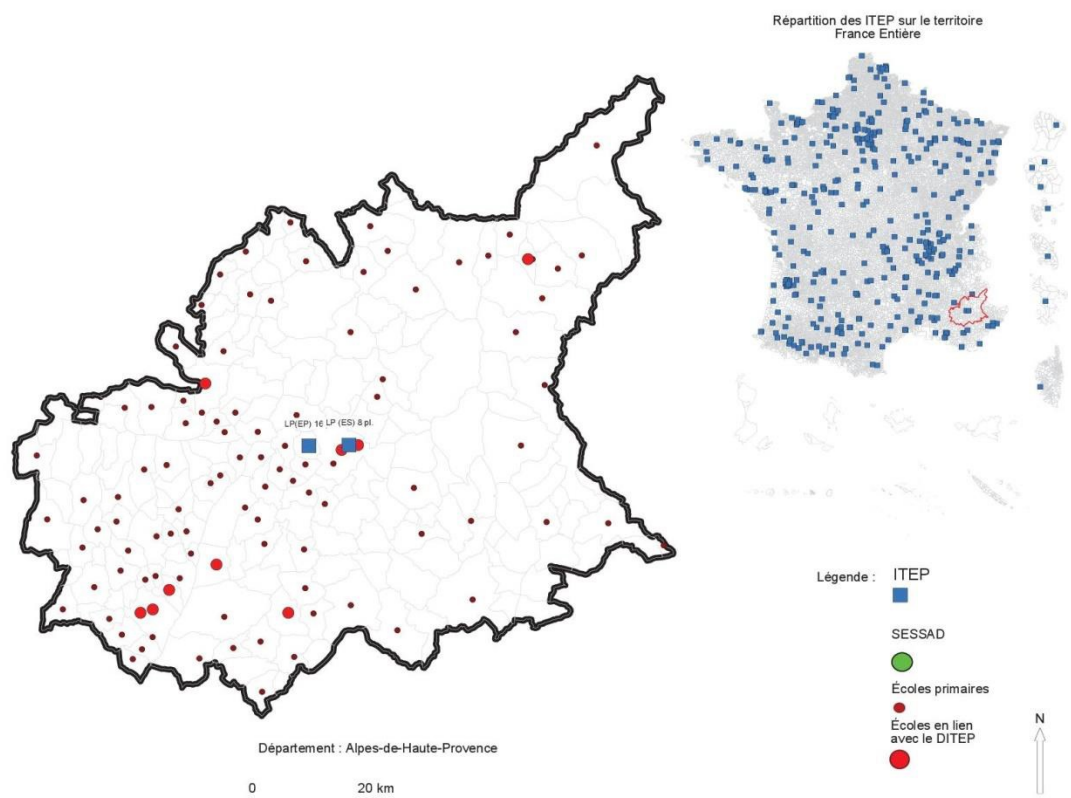 Répartition des ITEP sur le territoire
France Entière
LP(EP) 16 LP (ES) 8 pl.
Légende :
ITEP
SESSAD
Écoles primaires
Écoles en lien
avec le DITEP
N
Département : Alpes-de-Haute-Provence
0 20 km